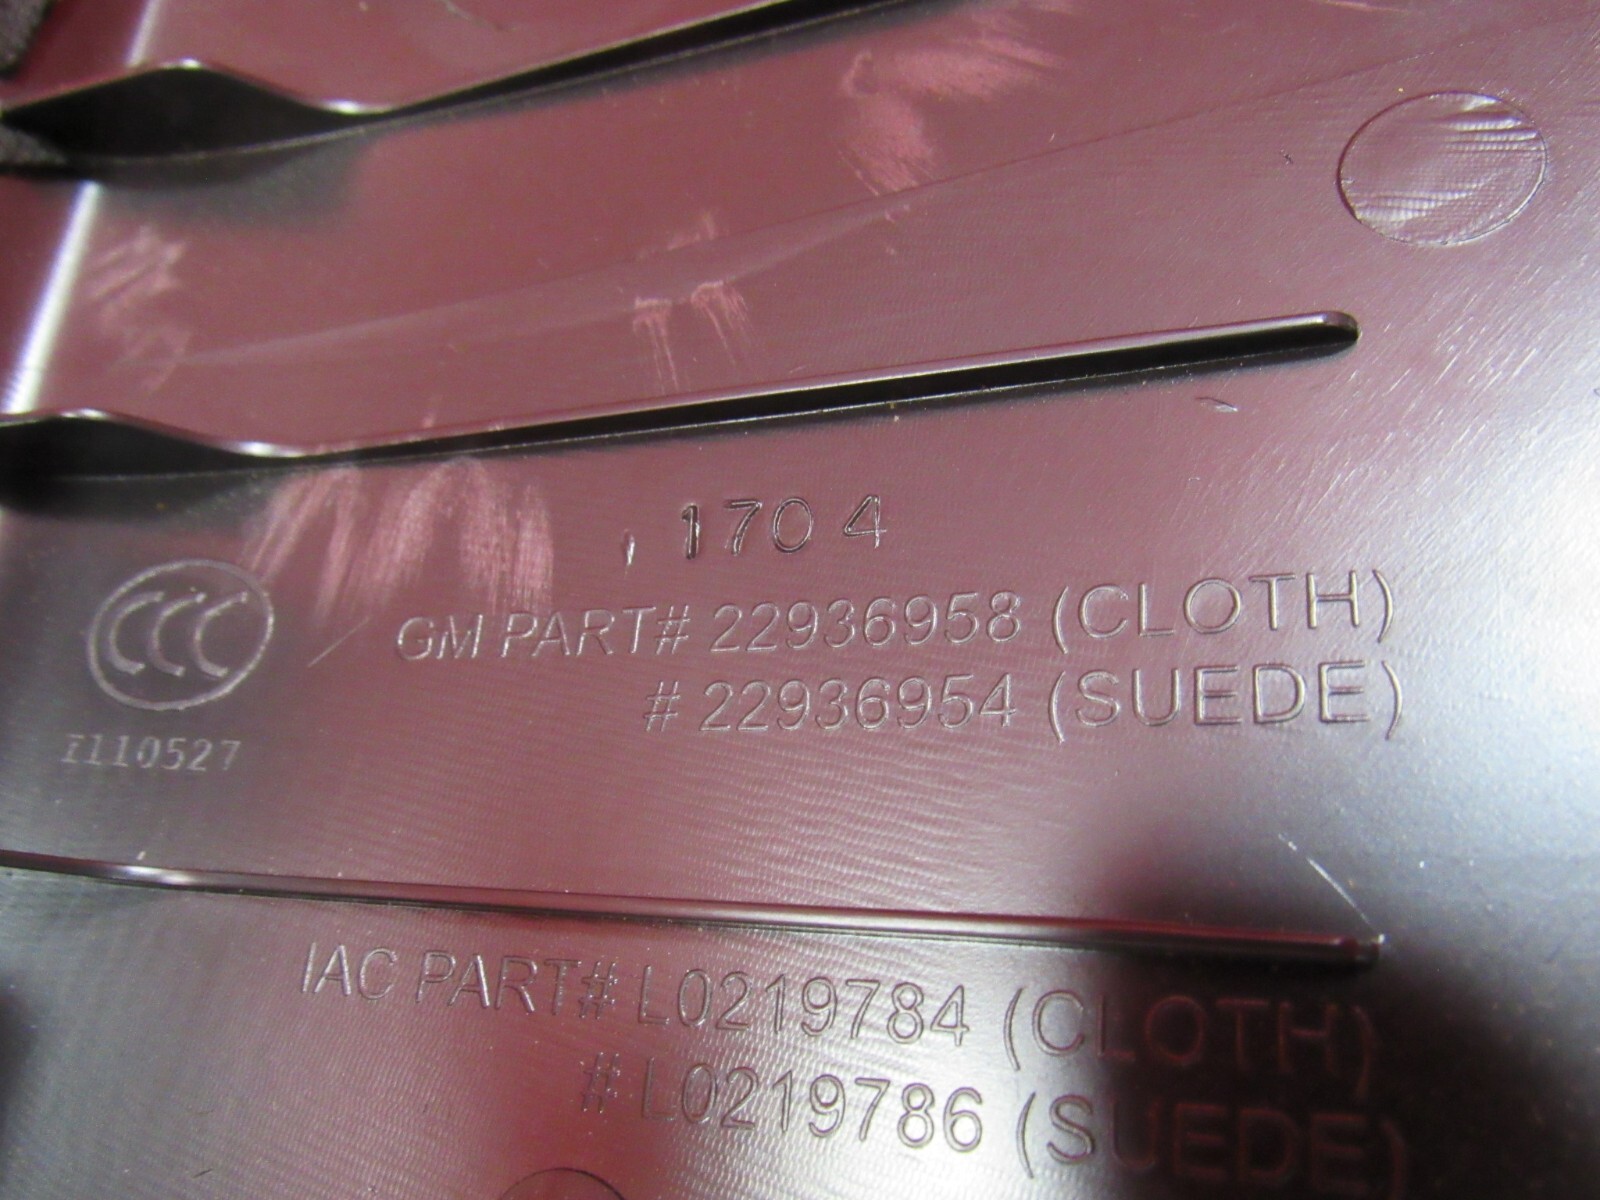 1704
GM PART# 22936958 (CLOTH)
# 22936954 (SUEDE)
CCC
I110527
IAC PART# L0219784 (CLOTH)
# L0219786 (SUEDE)